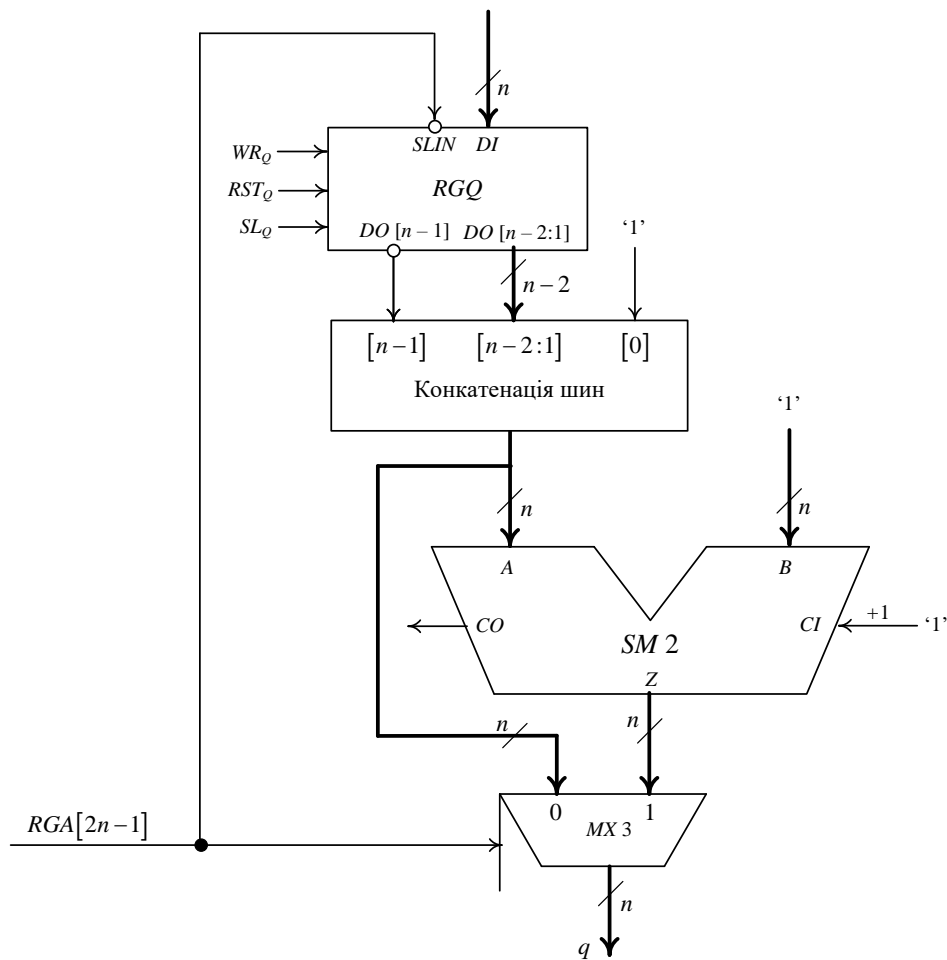 n
SLIN DI
WR_Q
RGQ
RST_Q
SL_Q
DO [n – 1] DO [n – 2:1]
‘1’
n – 2
[n–1] [n–2:1] [0]
Конкатенація шин
‘1’
n n
A B
CO CI +1 ‘1’
SM 2
Z
n n
0 1
RGA[2n–1]
MX 3
n
q